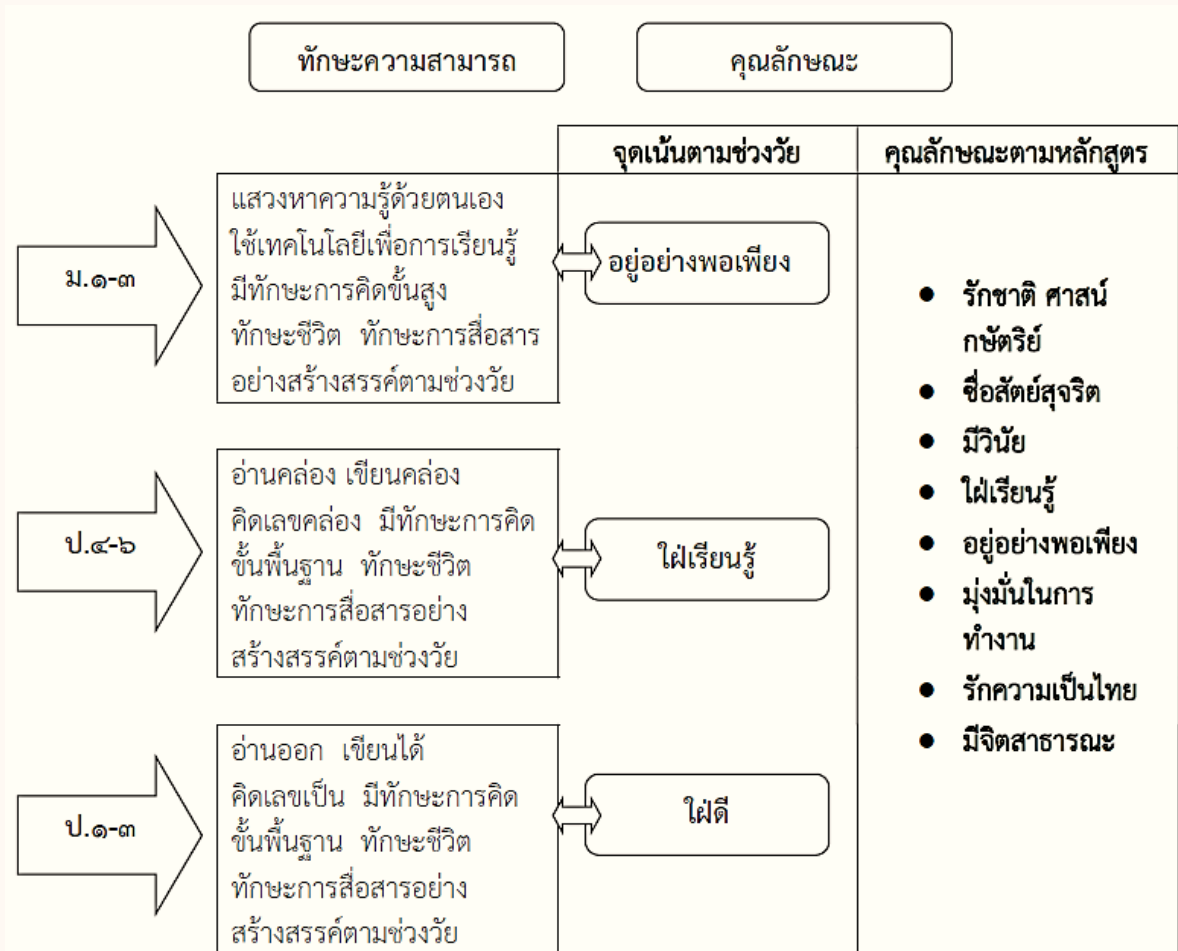 ทักษะความสามารถ
คุณลักษณะ
จุดเน้นตามช่วงวัย
คุณลักษณะตามหลักสูตร
ม.๑-๓
แสวงหาความรู้ด้วยตนเอง
ใช้เทคโนโลยีเพื่อการเรียนรู้
มีทักษะการคิดขั้นสูง
ทักษะชีวิต ทักษะการสื่อสาร
อย่างสร้างสรรค์ตามช่วงวัย
อยู่อย่างพอเพียง
ป.๔-๖
อ่านคล่อง เขียนคล่อง
คิดเลขคล่อง มีทักษะการคิด
ขั้นพื้นฐาน ทักษะชีวิต
ทักษะการสื่อสารอย่าง
สร้างสรรค์ตามช่วงวัย
ใฝ่เรียนรู้
ป.๑-๓
อ่านออก เขียนได้
คิดเลขเป็น มีทักษะการคิด
ขั้นพื้นฐาน ทักษะชีวิต
ทักษะการสื่อสารอย่าง
สร้างสรรค์ตามช่วงวัย
ใฝ่ดี
● รักชาติ ศาสน์
กษัตริย์
● ซื่อสัตย์สุจริต
● มีวินัย
● ใฝ่เรียนรู้
● อยู่อย่างพอเพียง
● มุ่งมั่นในการ
ทำงาน
● รักความเป็นไทย
● มีจิตสาธารณะ